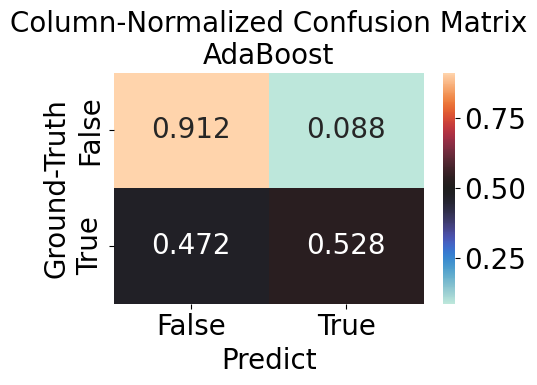 Column-Normalized Confusion Matrix
AdaBoost
Ground-Truth
False
True
0.912
0.088
0.472
0.528
False
True
Predict
0.75
0.50
0.25